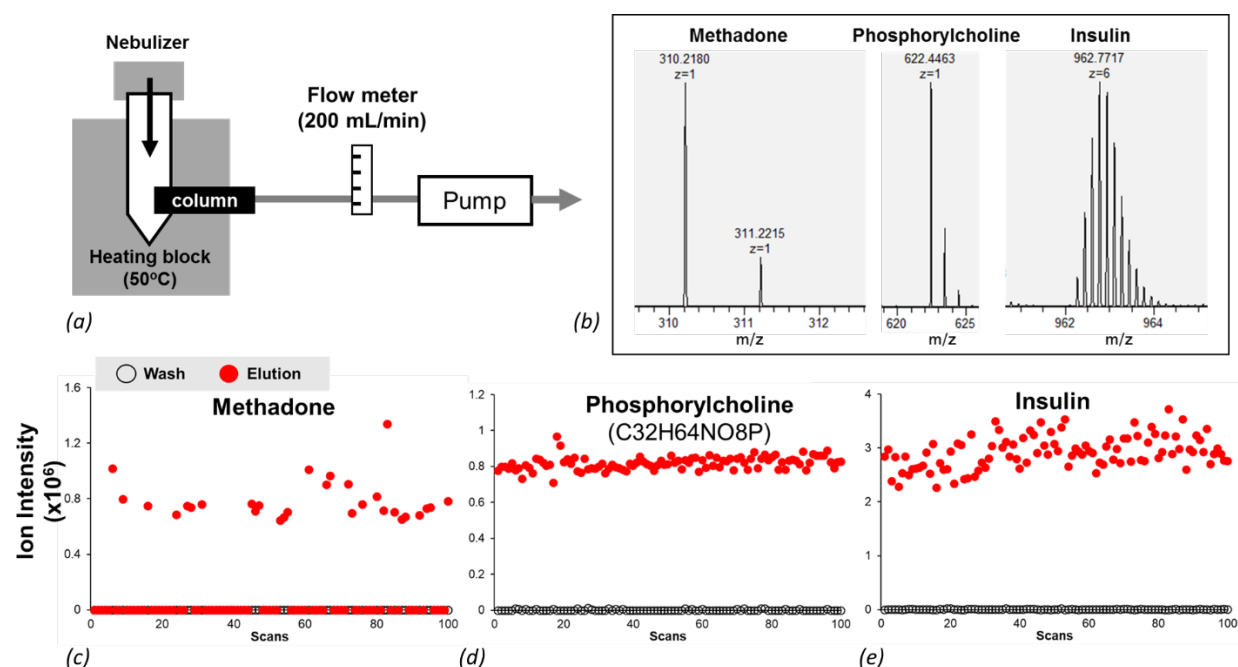 Nebulizer
Flow meter
(200 mL/min)
column
Pump
Heating block
(50ºC)
(a)
(b)
Methadone
310.2180
z=1
311.2215
z=1
310
311
312
m/z
Phosphorylcholine
622.4463
z=1
620
625
m/z
Insulin
962.7717
z=6
962
964
m/z
Wash
Elution
Ion Intensity
(x10⁶)
Methadone
1.6
1.2
0.8
0.4
0
0
20
40
60
80
100
Scans
(c)
Phosphorylcholine
(C32H64NO8P)
1.2
1
0.8
0.6
0.4
0.2
0
0
20
40
60
80
100
Scans
(d)
Insulin
4
3
2
1
0
0
20
40
60
80
100
Scans
(e)